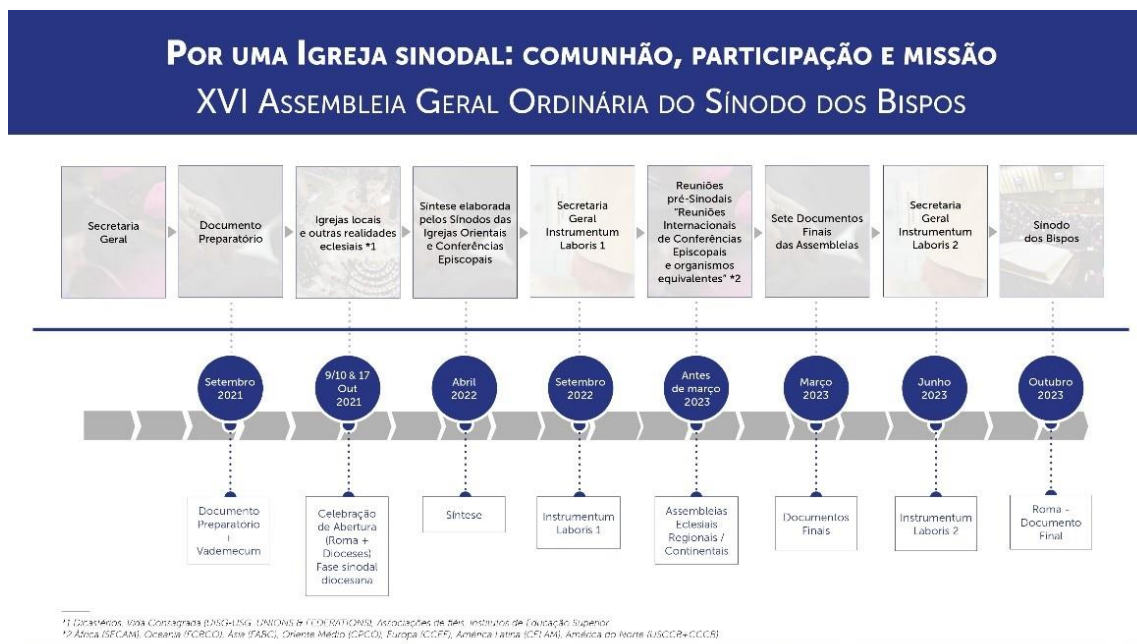 POR UMA IGREJA SINODAL: COMUNHÃO, PARTICIPAÇÃO E MISSÃO
XVI ASSEMBLEIA GERAL ORDINÁRIA DO SÍNODO DOS BISPOS
Secretaria
Geral
Documento
Preparatório
Igrejas locais
e outras realidades
eclesiais *1
Síntese elaborada
pelos Sínodos das
Igrejas Orientais
e Conferências
Episcopais
Secretaria
Geral
Instrumentum
Laboris 1
Reuniões
pré-Sinodais
"Reuniões
Internacionais
de Conferências
Episcopais
e organismos
equivalentes" *2
Sete Documentos
Finais
das Assembleias
Secretaria
Geral
Instrumentum
Laboris 2
Sínodo
dos Bispos
Setembro
2021
9/10 & 17
Out
2021
Abril
2022
Setembro
2022
Antes
de março
2023
Março
2023
Junho
2023
Outubro
2023
Documento
Preparatório
Vademecum
Celebração
de Abertura
(Roma +
Dioceses)
Fase sinodal
diocesana
Síntese
Instrumentum
Laboris 1
Assembleias
Eclesiais
Regionais /
Continentais
Documentos
Finais
Instrumentum
Laboris 2
Roma -
Documento
Final
*1 Dicastérios, Vida Consagrada (UISG-USG, UNIONS & FEDERATIONS), Associações de fiéis, Institutos de Educação Superior
*2 África (SECAM), Oceania (FCBCO), Ásia (FABC), Oriente Médio (CPCO), Europa (CCEE), América Latina (CELAM), América do Norte (USCCB+CCCB)